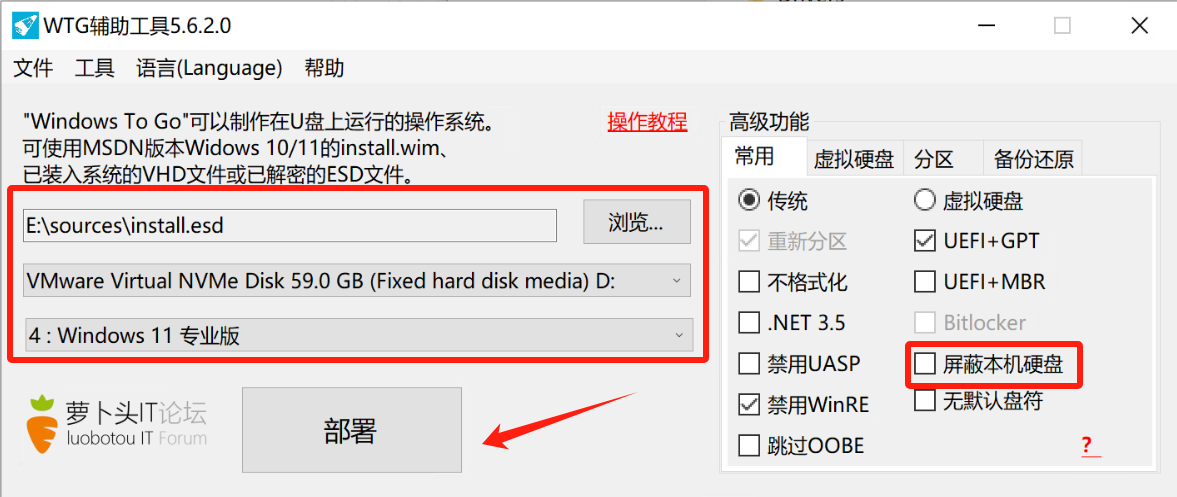 WTG辅助工具5.6.2.0
文件 工具 语言(Language) 帮助
"Windows To Go"可以制作在U盘上运行的操作系统。
可使用MSDN版本Widows 10/11的install.wim、
已装入系统的VHD文件或已解密的ESD文件。
操作教程
E:\sources\install.esd
浏览...
VMware Virtual NVMe Disk 59.0 GB (Fixed hard disk media) D:
4 : Windows 11 专业版
萝卜头IT论坛
luobotou IT Forum
部署
高级功能
常用 虚拟硬盘 分区 备份还原
传统 虚拟硬盘
重新分区 UEFI+GPT
不格式化 UEFI+MBR
.NET 3.5 Bitlocker
禁用UASP 屏蔽本机硬盘
禁用WinRE 无默认盘符
跳过OOBE ?